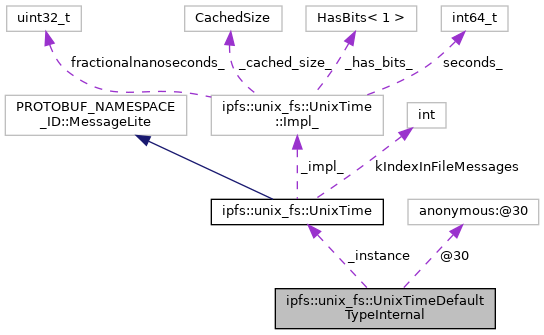 uint32_t
CachedSize
HasBits< 1 >
int64_t
fractionalnanoseconds_
_cached_size_
_has_bits_
seconds_
PROTOBUF_NAMESPACE
_ID::MessageLite
ipfs::unix_fs::UnixTime
::Impl_
int
_impl_
kIndexInFileMessages
ipfs::unix_fs::UnixTime
anonymous:@30
_instance
@30
ipfs::unix_fs::UnixTimeDefault
TypeInternal